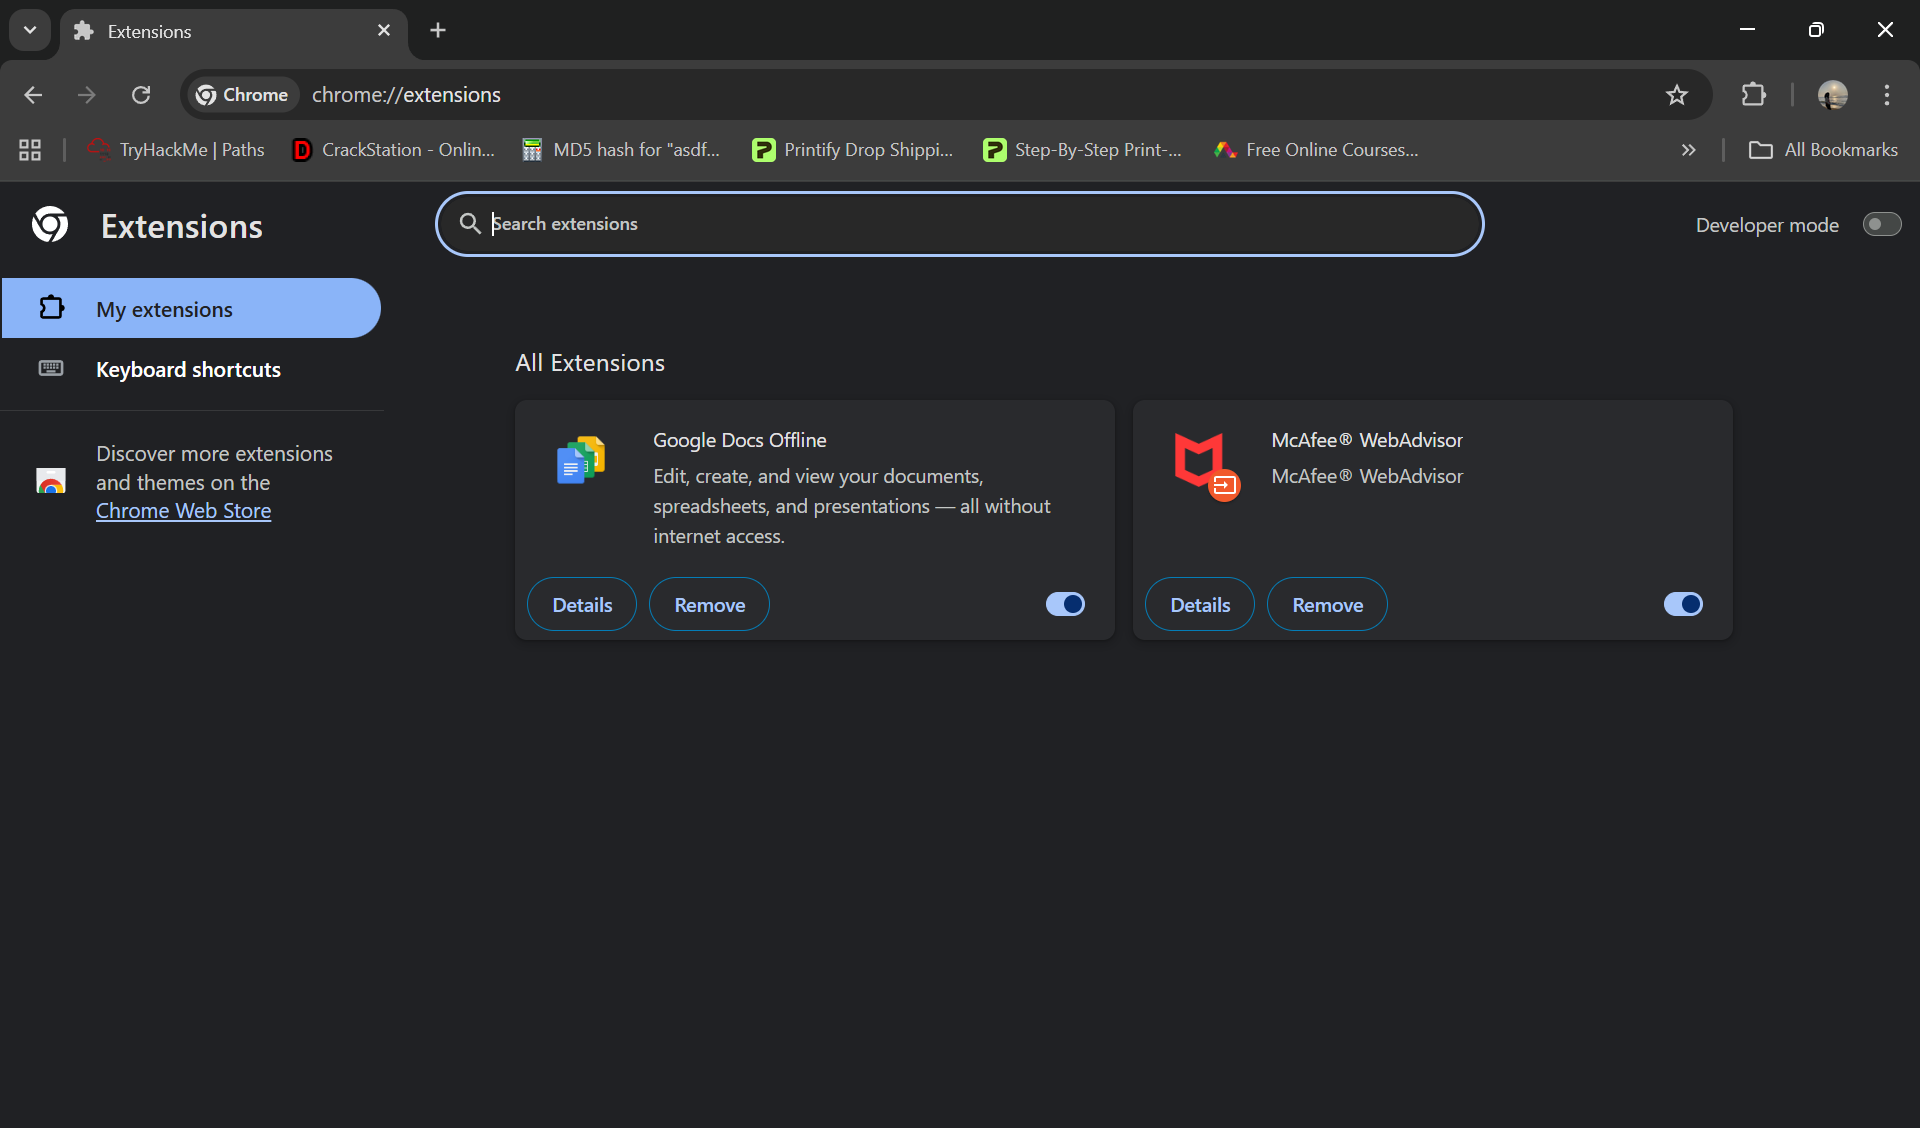 Extensions
Chrome chrome://extensions
TryHackMe | Paths CrackStation - Onlin... MD5 hash for "asdf... Printify Drop Shippi... Step-By-Step Print-... Free Online Courses... » All Bookmarks
Extensions
Search extensions
Developer mode
My extensions
Keyboard shortcuts
Discover more extensions
and themes on the
Chrome Web Store
All Extensions
Google Docs Offline
Edit, create, and view your documents,
spreadsheets, and presentations — all without
internet access.
Details Remove
McAfee® WebAdvisor
McAfee® WebAdvisor
Details Remove